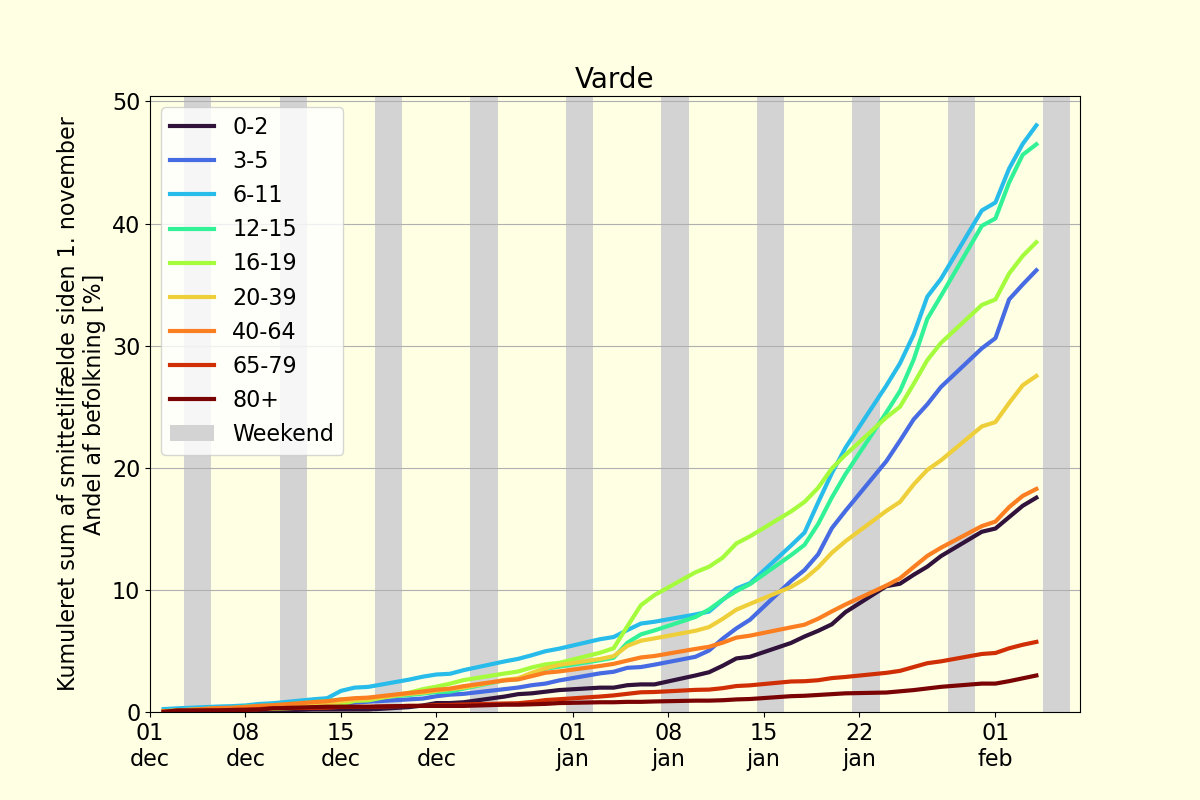 Varde
Kumuleret sum af smittetilfælde siden 1. november
Andel af befolkning [%]
50
40
30
20
10
0
0-2
3-5
6-11
12-15
16-19
20-39
40-64
65-79
80+
Weekend
01 08 15 22 01 08 15 22 01
dec dec dec dec jan jan jan jan feb